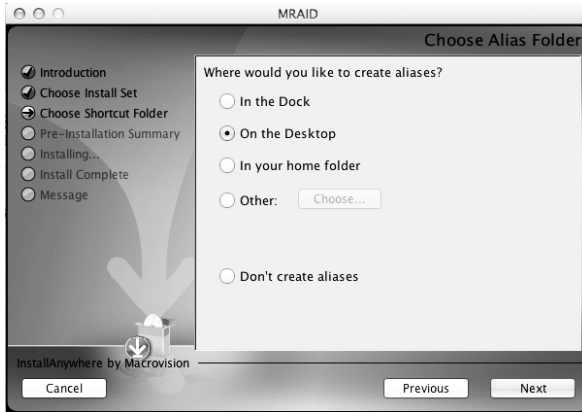 MRAID
Choose Alias Folder
Introduction
Choose Install Set
Choose Shortcut Folder
Pre-Installation Summary
Installing...
Install Complete
Message
Where would you like to create aliases?
In the Dock
On the Desktop
In your home folder
Other: Choose...
Don't create aliases
InstallAnywhere by Macrovision
Cancel Previous Next